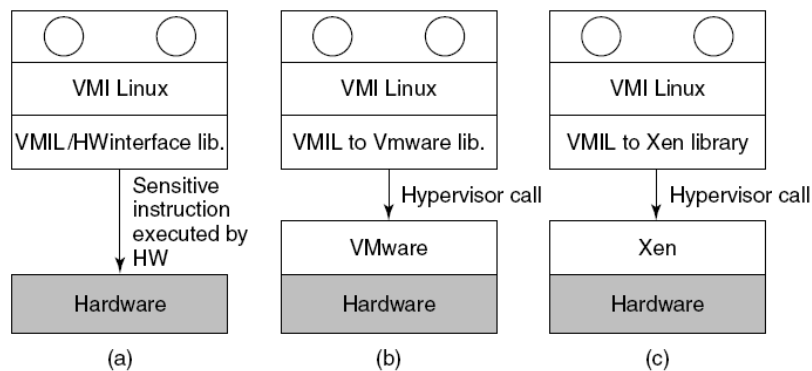 VMI Linux
VMIL/HWinterface lib.
Sensitive
instruction
executed by
HW
Hardware
(a)
VMI Linux
VMIL to Vmware lib.
Hypervisor call
VMware
Hardware
(b)
VMI Linux
VMIL to Xen library
Hypervisor call
Xen
Hardware
(c)